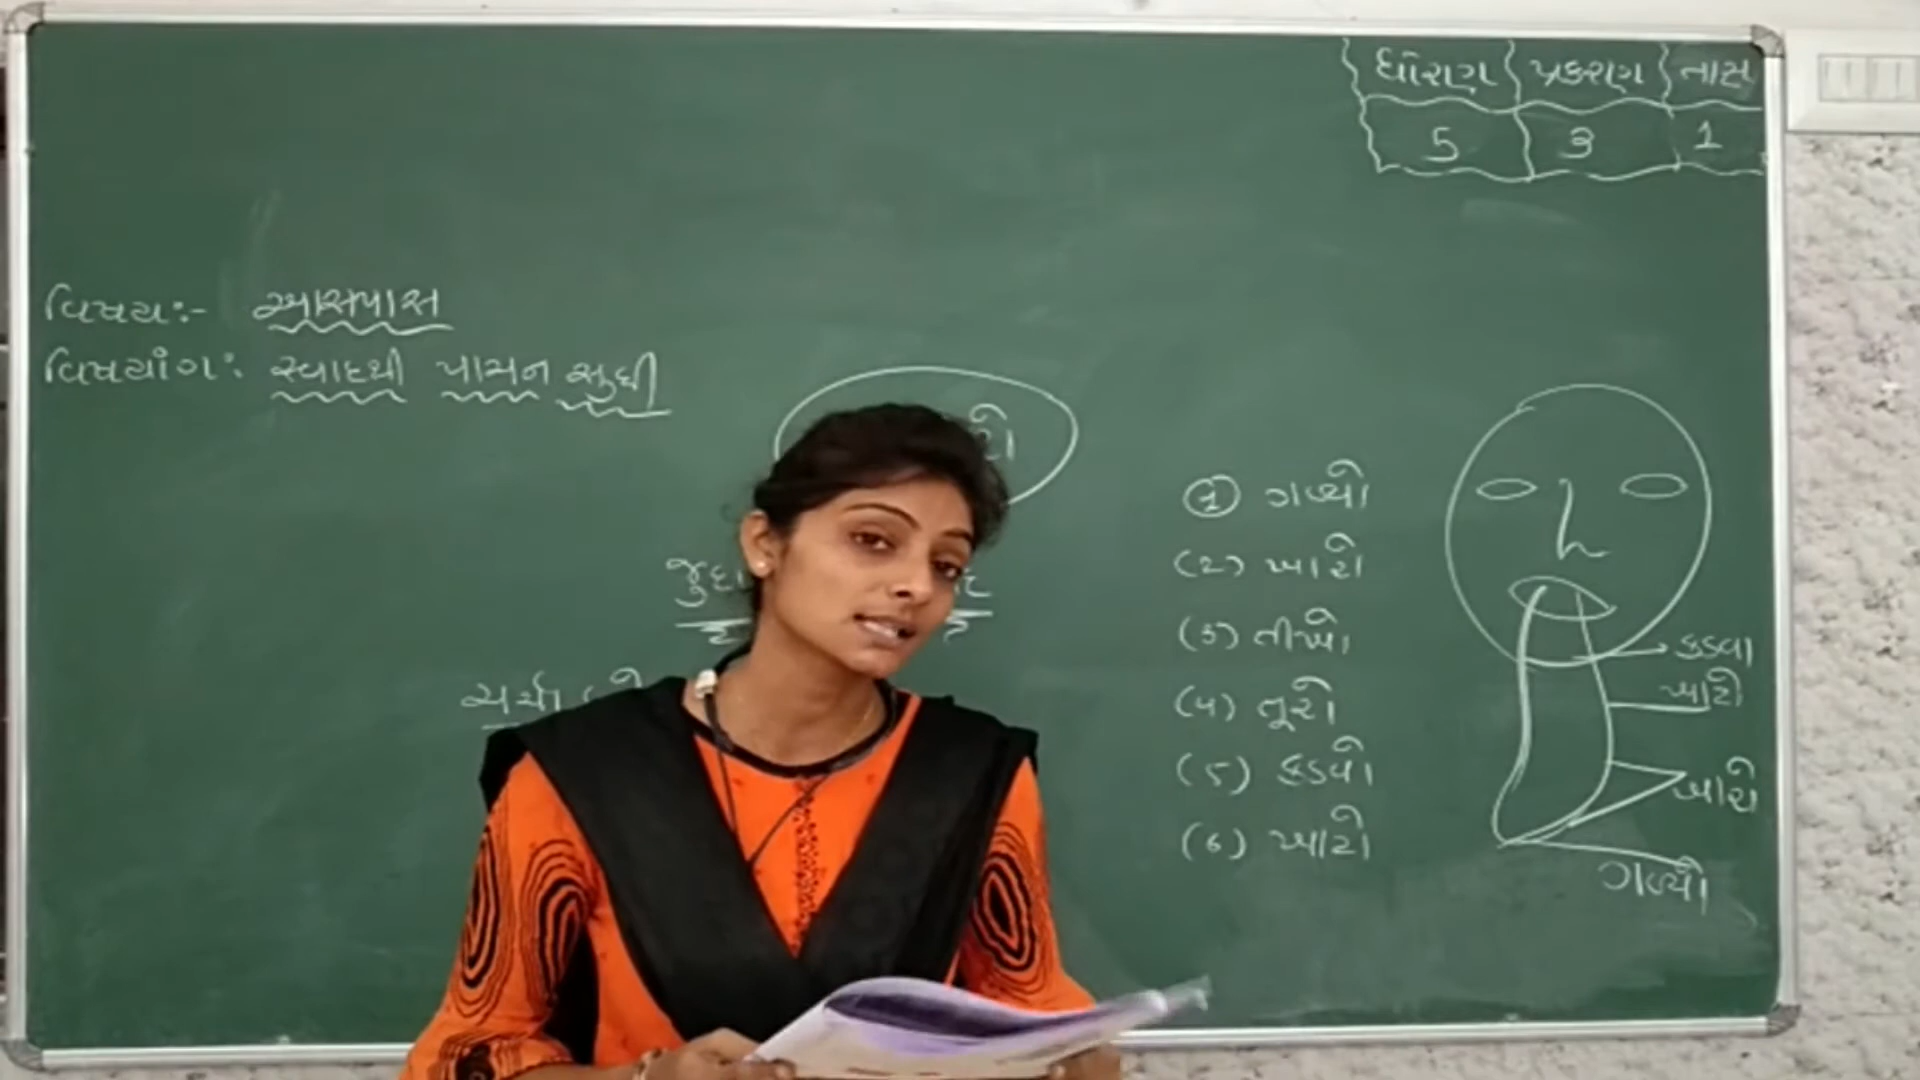 ધોરણ પ્રકરણ તાસ
5 3 1
વિષય:- આસપાસ
વિષયાંગ: સ્વાદથી પાચન સુધી
(1) ગળ્યો
(2) ખારો
(3) તીખો
(4) તૂરો
(5) કડવો
(6) ખાટો
કડવા
ખાટો
ખારો
ગળ્યો